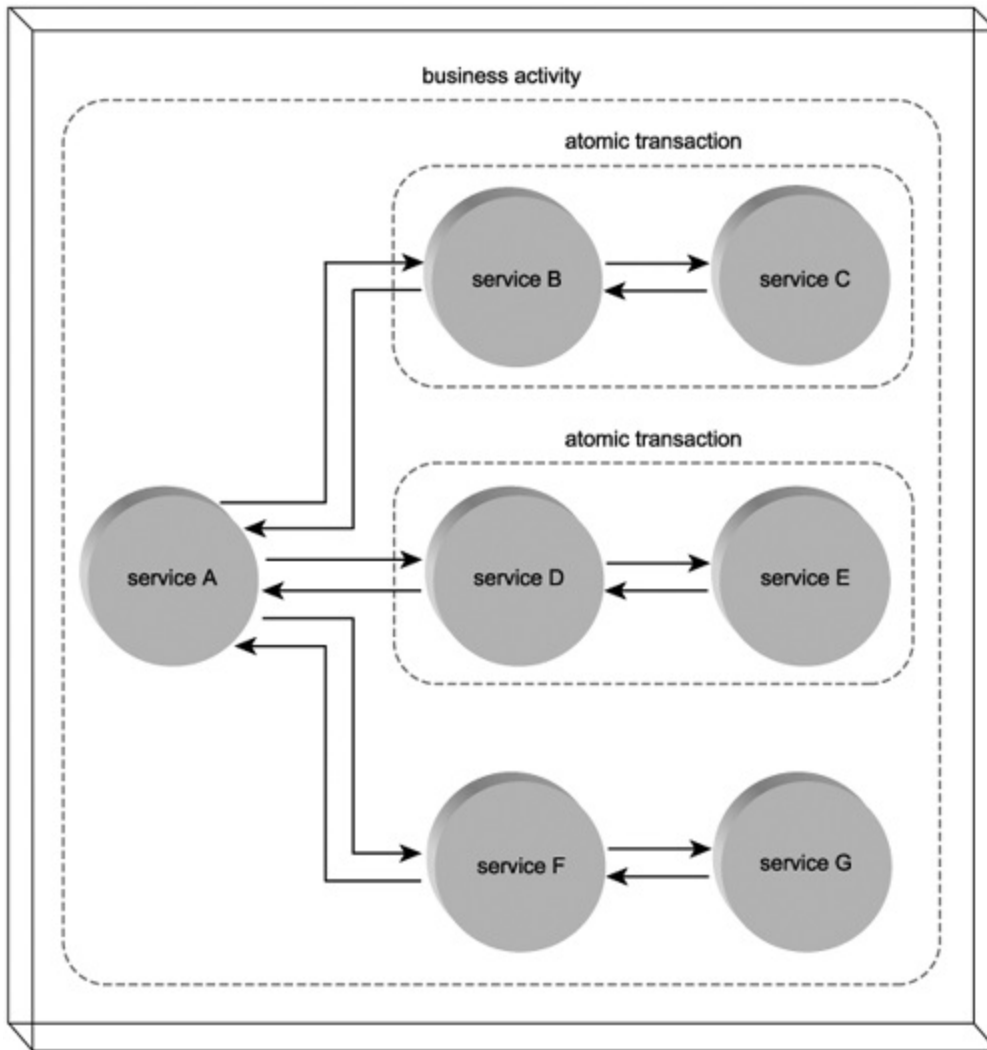 business activity
atomic transaction
service B
service C
atomic transaction
service A
service D
service E
service F
service G